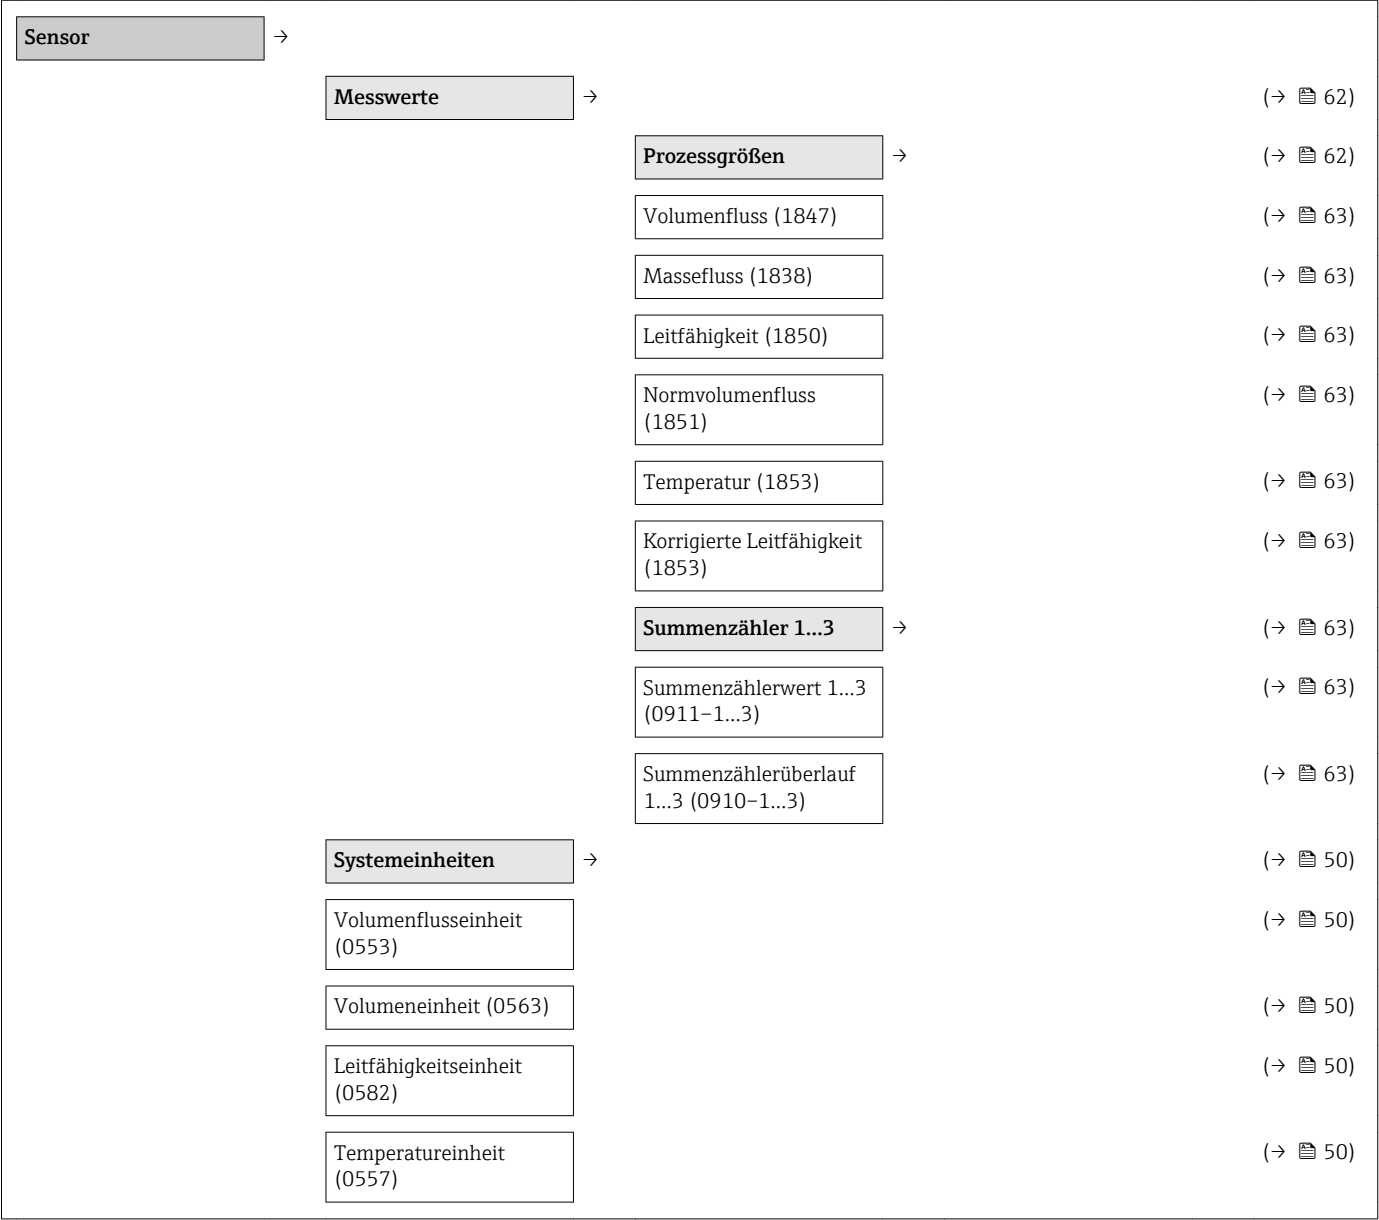 Sensor →
Messwerte → (→ 62)
Prozessgrößen → (→ 62)
Volumenfluss (1847) (→ 63)
Massefluss (1838) (→ 63)
Leitfähigkeit (1850) (→ 63)
Normvolumenfluss (→ 63)
(1851)
Temperatur (1853) (→ 63)
Korrigierte Leitfähigkeit (→ 63)
(1853)
Summenzähler 1...3 → (→ 63)
Summenzählerwert 1...3 (→ 63)
(0911–1...3)
Summenzählerüberlauf (→ 63)
1...3 (0910–1...3)
Systemeinheiten → (→ 50)
Volumenflusseinheit (→ 50)
(0553)
Volumeneinheit (0563) (→ 50)
Leitfähigkeitseinheit (→ 50)
(0582)
Temperatureinheit (→ 50)
(0557)